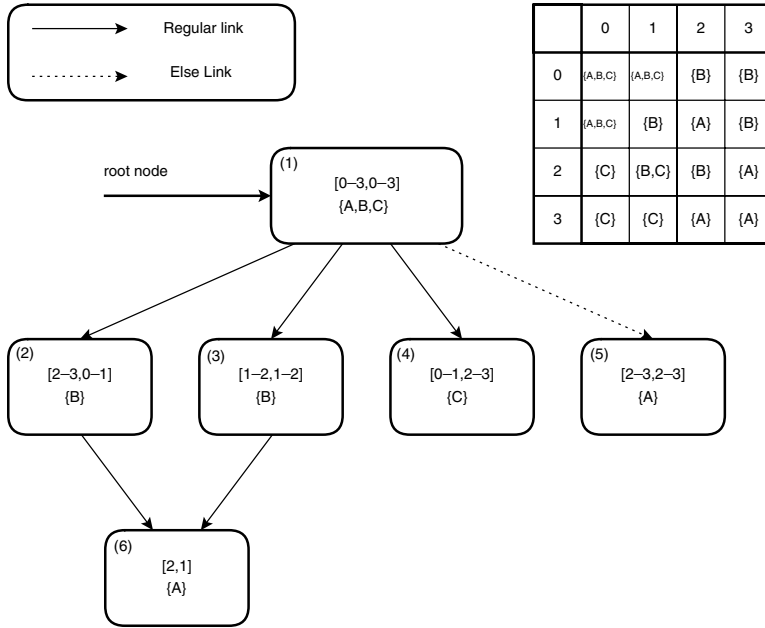 Regular link
Else Link
0 1 2 3
0 {A,B,C} {A,B,C} {B} {B}
1 {A,B,C} {B} {A} {B}
2 {C} {B,C} {B} {A}
3 {C} {C} {A} {A}
root node
(1)
[0–3,0–3]
{A,B,C}
(2)
[2–3,0–1]
{B}
(3)
[1–2,1–2]
{B}
(4)
[0–1,2–3]
{C}
(5)
[2–3,2–3]
{A}
(6)
[2,1]
{A}